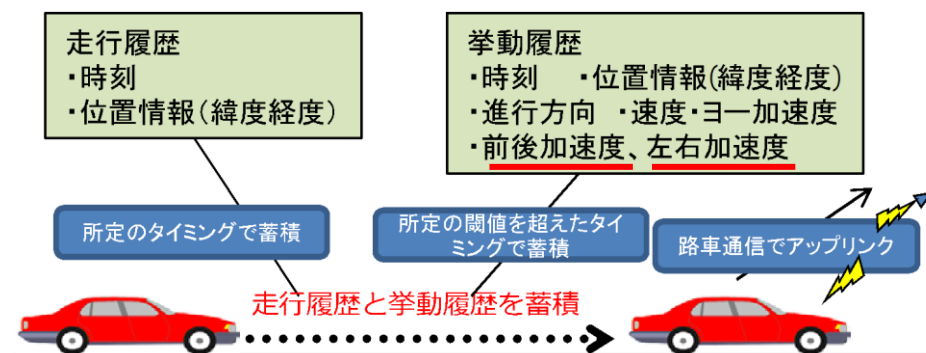 走行履歴
・時刻
・位置情報(緯度経度)
挙動履歴
・時刻 ・位置情報(緯度経度)
・進行方向 ・速度・ヨー加速度
・前後加速度、左右加速度
所定のタイミングで蓄積
所定の閾値を超えたタイ
ミングで蓄積
路車通信でアップリンク
走行履歴と挙動履歴を蓄積